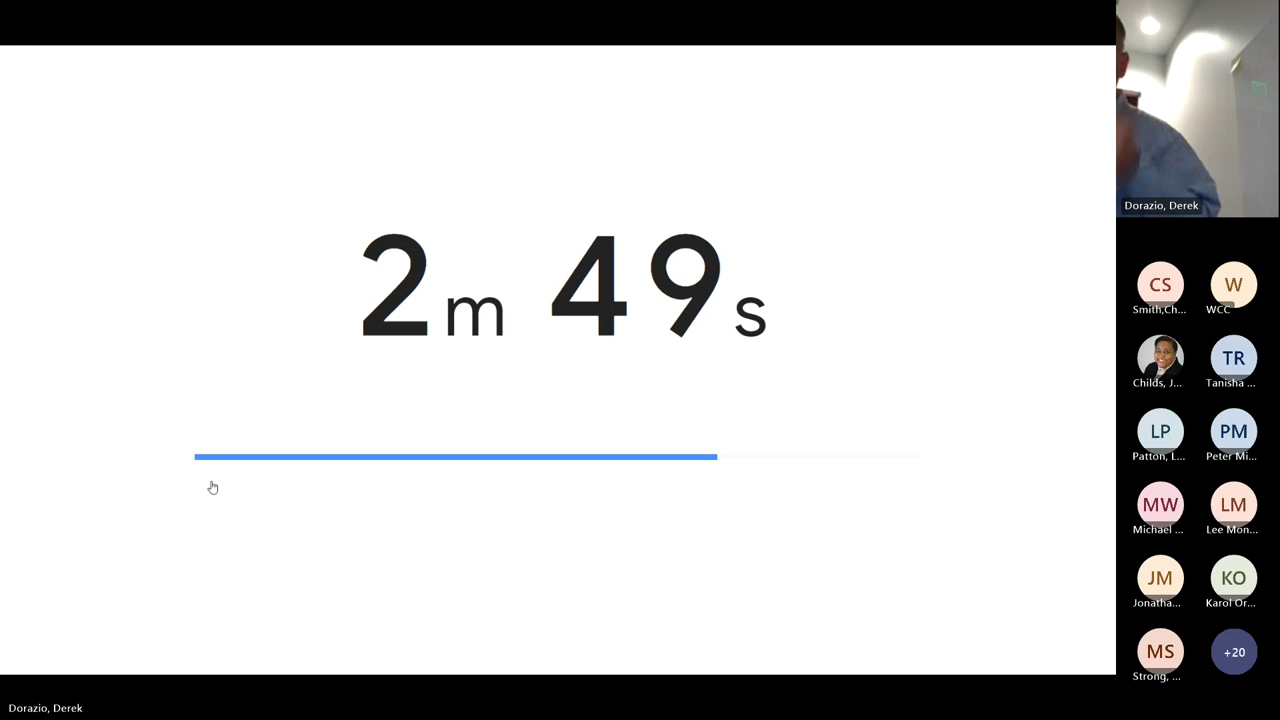 2m 49s
Dorazio, Derek
CS
W
Smith,Ch...
WCC
TR
Childs, J...
Tanisha ...
LP
PM
Patton, L...
Peter Mi...
MW
LM
Michael ...
Lee Mon...
JM
KO
Jonatha...
Karol Or...
MS
+20
Strong, ...
Dorazio, Derek